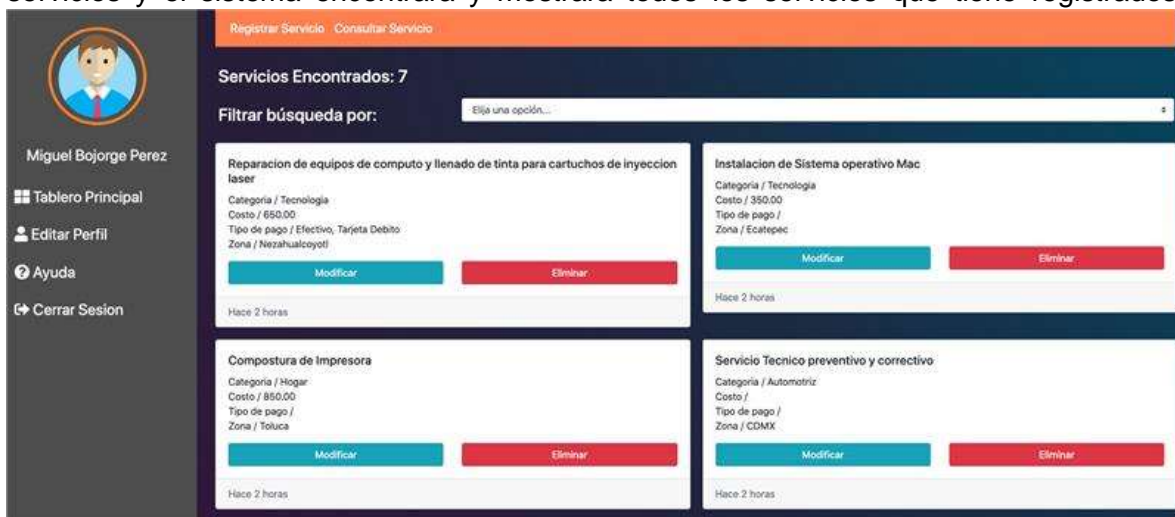 servicios y el sistema encontrará y mostrará todos los servicios que tiene registrados
Registrar Servicio Consultar Servicio
Miguel Bojorge Perez
Tablero Principal
Editar Perfil
Ayuda
Cerrar Sesion
Servicios Encontrados: 7
Filtrar búsqueda por:
Elija una opción...
Reparacion de equipos de computo y llenado de tinta para cartuchos de inyeccion
laser
Categoria / Tecnologia
Costo / 650.00
Tipo de pago / Efectivo, Tarjeta Debito
Zona / Nezahualcoyotl
Modificar
Eliminar
Hace 2 horas
Instalacion de Sistema operativo Mac
Categoria / Tecnologia
Costo / 350.00
Tipo de pago /
Zona / Ecatepec
Modificar
Eliminar
Hace 2 horas
Compostura de Impresora
Categoria / Hogar
Costo / 850.00
Tipo de pago /
Zona / Toluca
Modificar
Eliminar
Hace 2 horas
Servicio Tecnico preventivo y correctivo
Categoria / Automotriz
Costo /
Tipo de pago /
Zona / CDMX
Modificar
Eliminar
Hace 2 horas